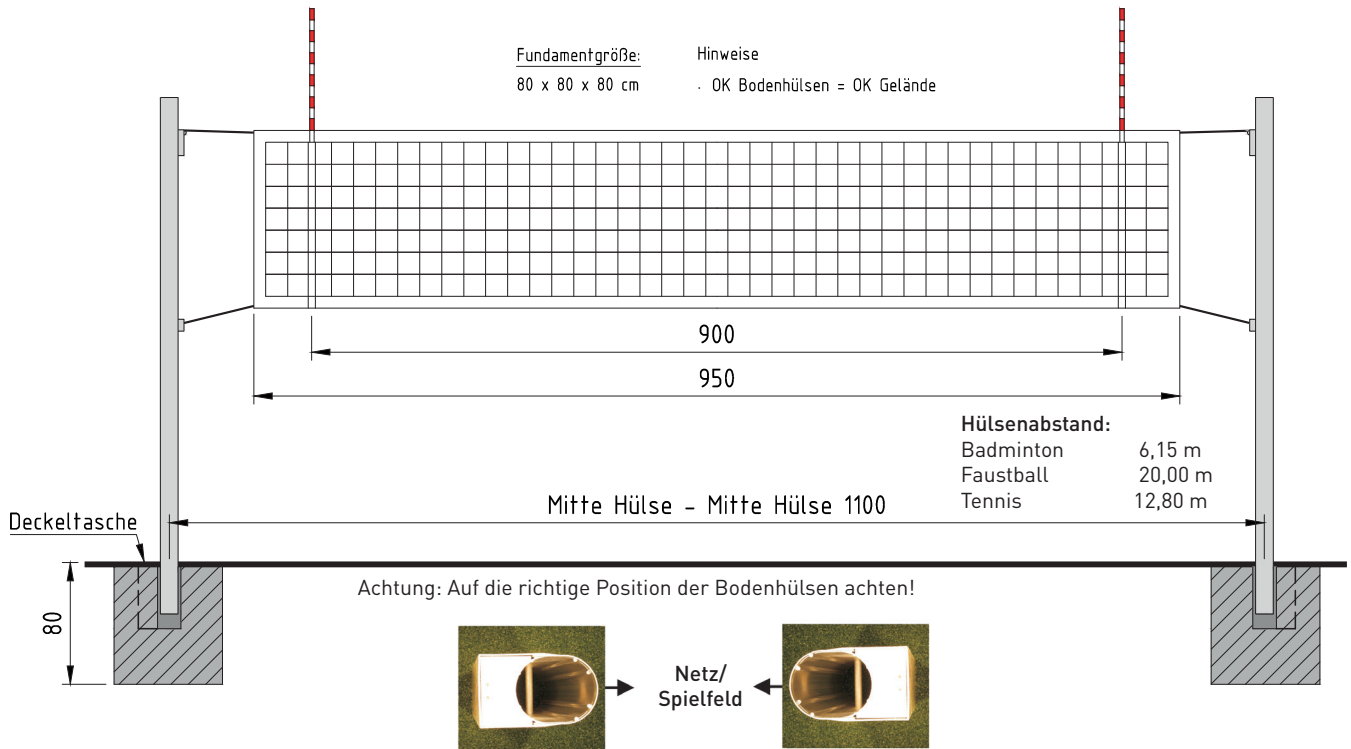 Fundamentgröße:
80 x 80 x 80 cm
Hinweise
. OK Bodenhülsen = OK Gelände
900
950
Hülsenabstand:
Badminton 6,15 m
Faustball 20,00 m
Tennis 12,80 m
Mitte Hülse - Mitte Hülse 1100
Deckeltasche
80
Achtung: Auf die richtige Position der Bodenhülsen achten!
Netz/
Spielfeld